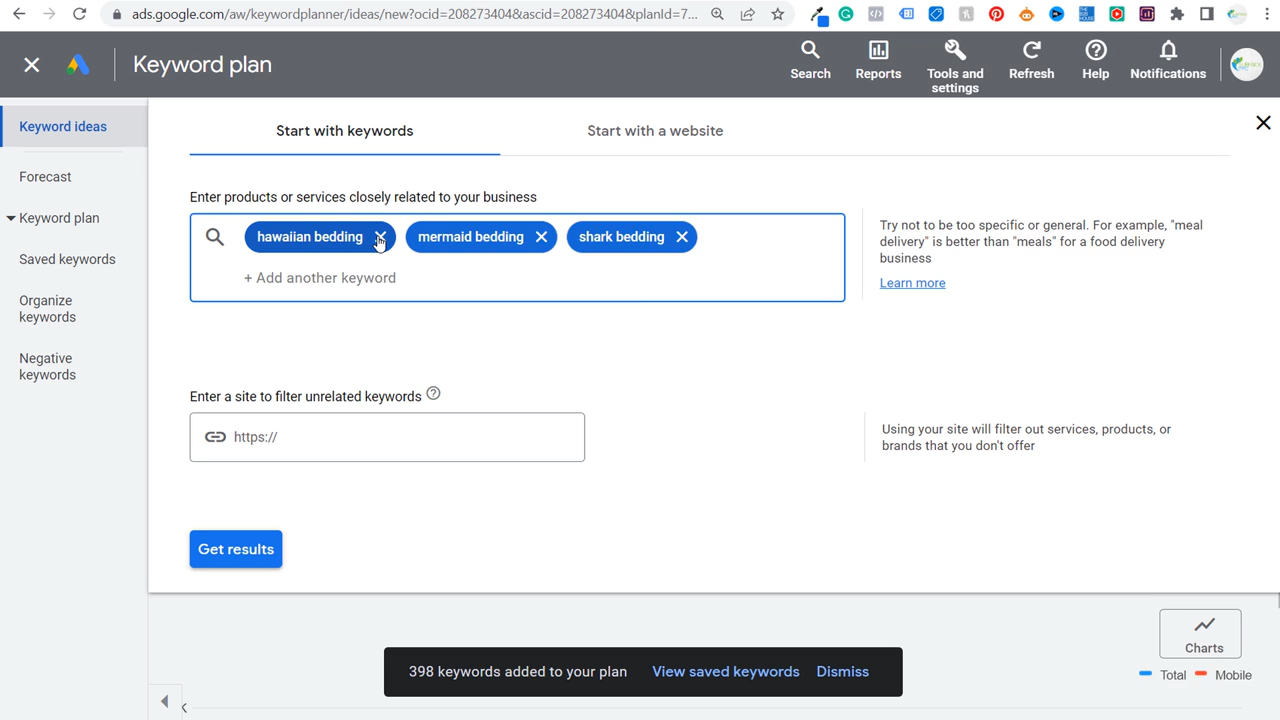 ads.google.com/aw/keywordplanner/ideas/new?ocid=208273404&ascid=208273404&planId=7...
Keyword plan
Search
Reports
Tools and
settings
Refresh
Help
Notifications
Keyword ideas
Forecast
Keyword plan
Saved keywords
Organize
keywords
Negative
keywords
Start with keywords
Start with a website
Enter products or services closely related to your business
hawaiian bedding
mermaid bedding
shark bedding
+ Add another keyword
Try not to be too specific or general. For example, "meal
delivery" is better than "meals" for a food delivery
business
Learn more
Enter a site to filter unrelated keywords
https://
Using your site will filter out services, products, or
brands that you don't offer
Get results
Charts
Total
Mobile
398 keywords added to your plan
View saved keywords
Dismiss